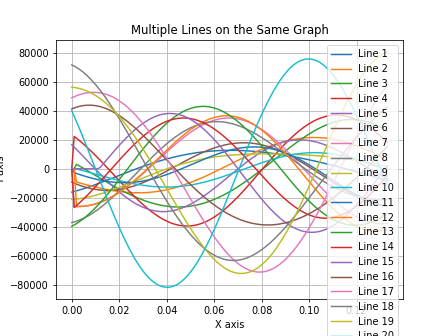 Multiple Lines on the Same Graph
80000
60000
40000
20000
0
−20000
−40000
−60000
−80000
0.00
0.02
0.04
0.06
0.08
0.10
X axis
Line 1
Line 2
Line 3
Line 4
Line 5
Line 6
Line 7
Line 8
Line 9
Line 10
Line 11
Line 12
Line 13
Line 14
Line 15
Line 16
Line 17
Line 18
Line 19